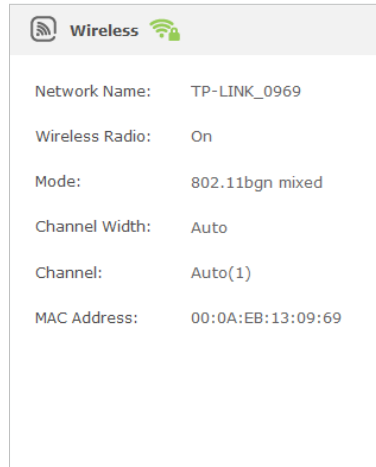 Wireless
Network Name: TP-LINK_0969
Wireless Radio: On
Mode: 802.11bgn mixed
Channel Width: Auto
Channel: Auto(1)
MAC Address: 00:0A:EB:13:09:69